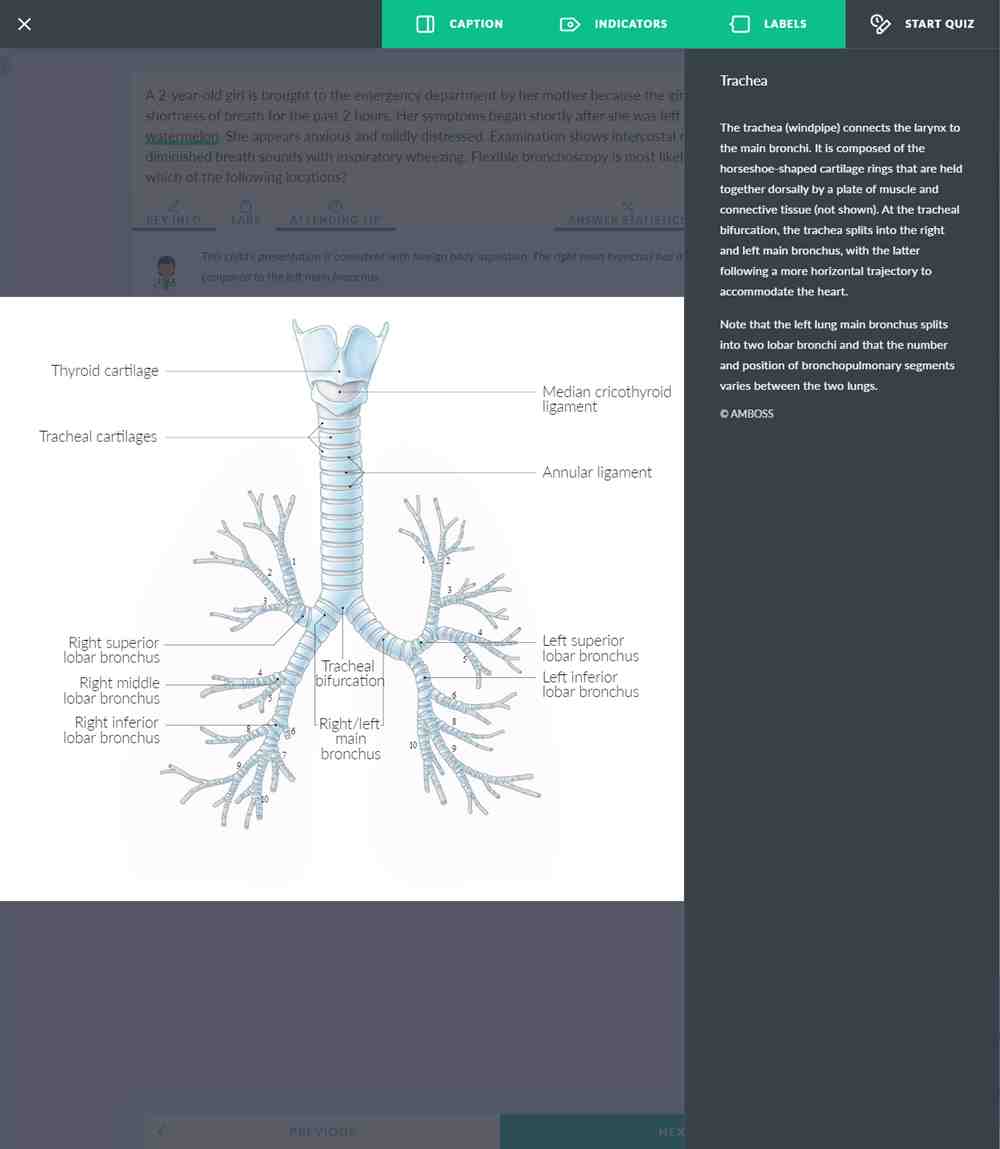 CAPTION
INDICATORS
LABELS
START QUIZ
A 2-year-old girl is brought to the emergency department by her mother because the
shortness of breath for the past 2 hours. Her symptoms began shortly after she was left
watermelon. She appears anxious and mildly distressed. Examination shows intercostal
diminished breath sounds with inspiratory wheezing. Flexible bronchoscopy is most
which of the following locations?
KEY INFO
LABS
ATTENDING TIP
ANSWER STATISTICS
This child's presentation is consistent with foreign body aspiration. The right main bronchus has
compared to the left main bronchus.
Thyroid cartilage
Median cricothyroid
ligament
Tracheal cartilages
Annular ligament
1
2
3
1
2
3
4
5
Right superior
lobar bronchus
Left superior
lobar bronchus
Tracheal
bifurcation
Right middle
lobar bronchus
Left inferior
lobar bronchus
4
5
6
Right inferior
lobar bronchus
Right/left
main
bronchus
8
6
7
9
10
8
9
10
Trachea
The trachea (windpipe) connects the larynx to
the main bronchi. It is composed of the
horseshoe-shaped cartilage rings that are held
together dorsally by a plate of muscle and
connective tissue (not shown). At the tracheal
bifurcation, the trachea splits into the right
and left main bronchus, with the latter
following a more horizontal trajectory to
accommodate the heart.
Note that the left lung main bronchus splits
into two lobar bronchi and that the number
and position of bronchopulmonary segments
varies between the two lungs.
© AMBOSS
PREVIOUS